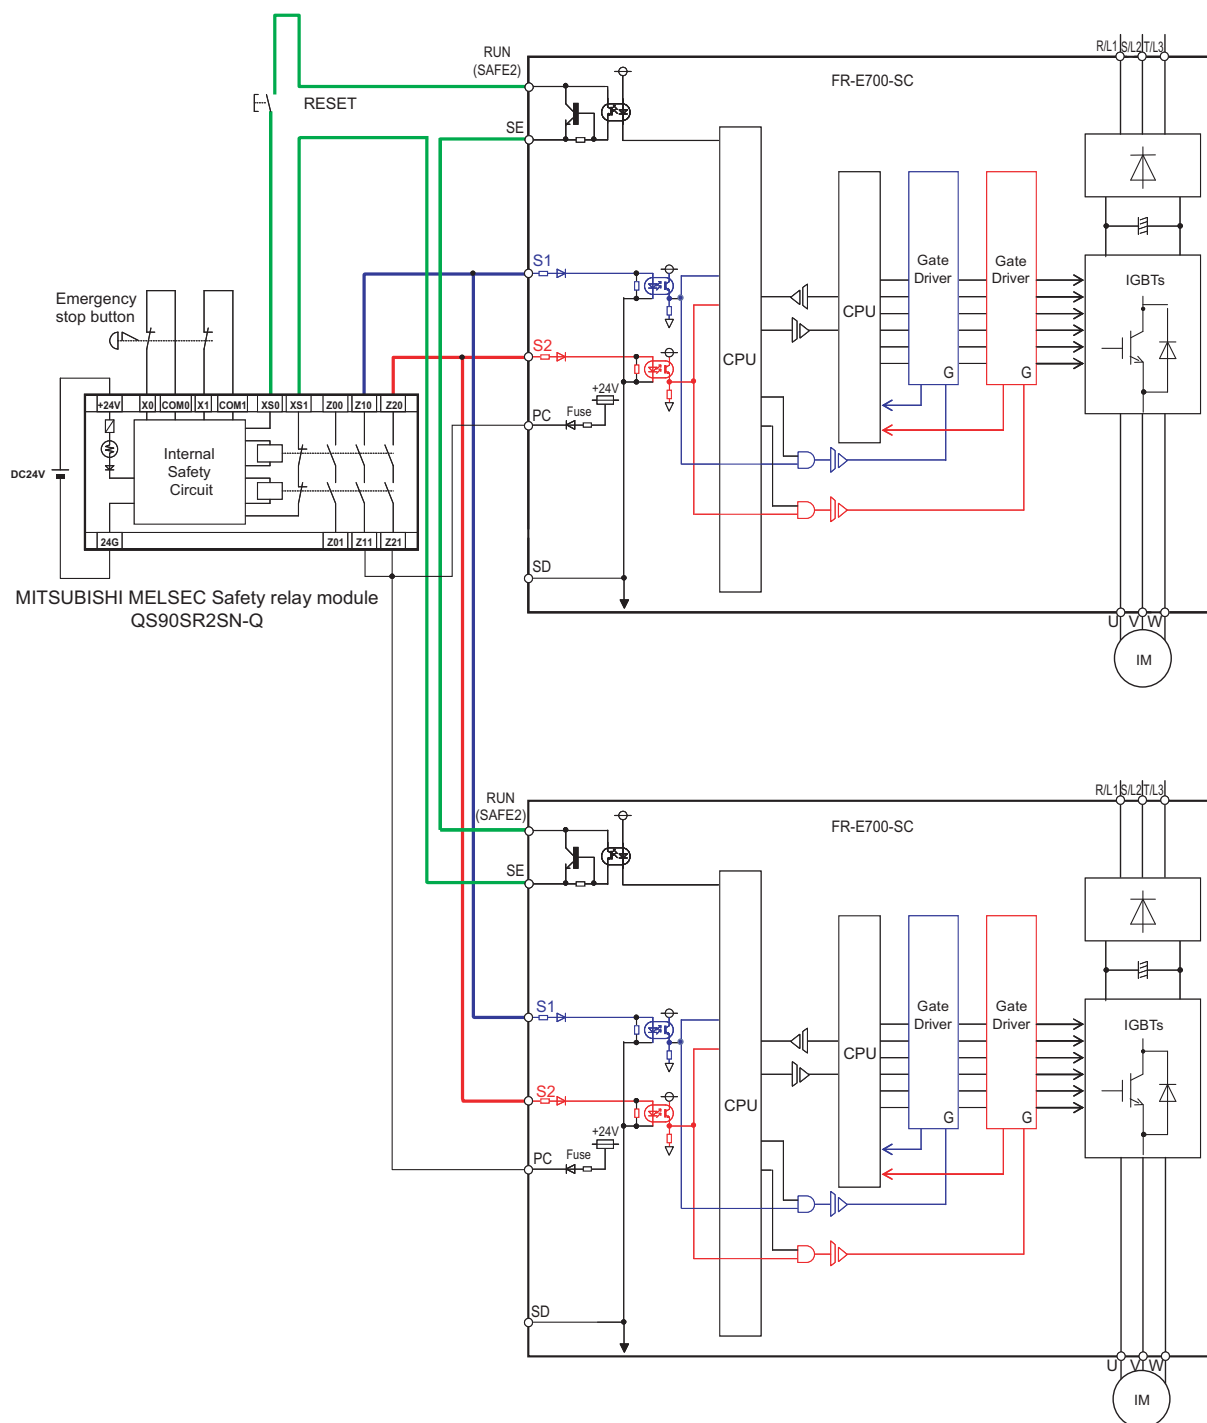 R/L1 S/L2 T/L3
RUN
(SAFE2)
FR-E700-SC
RESET
SE
S1
Gate
Driver
Gate
Driver
IGBTs
Emergency
stop button
CPU
S2
CPU
G
G
+24V
PC
Fuse
+24V X0 COM0 X1 COM1 XS0 XS1 Z00 Z10 Z20
Internal
Safety
Circuit
DC24V
24G Z01 Z11 Z21
SD
MITSUBISHI MELSEC Safety relay module
QS90SR2SN-Q
U V W
IM
R/L1 S/L2 T/L3
RUN
(SAFE2)
FR-E700-SC
SE
S1
Gate
Driver
Gate
Driver
IGBTs
CPU
S2
CPU
G
G
+24V
PC
Fuse
SD
U V W
IM